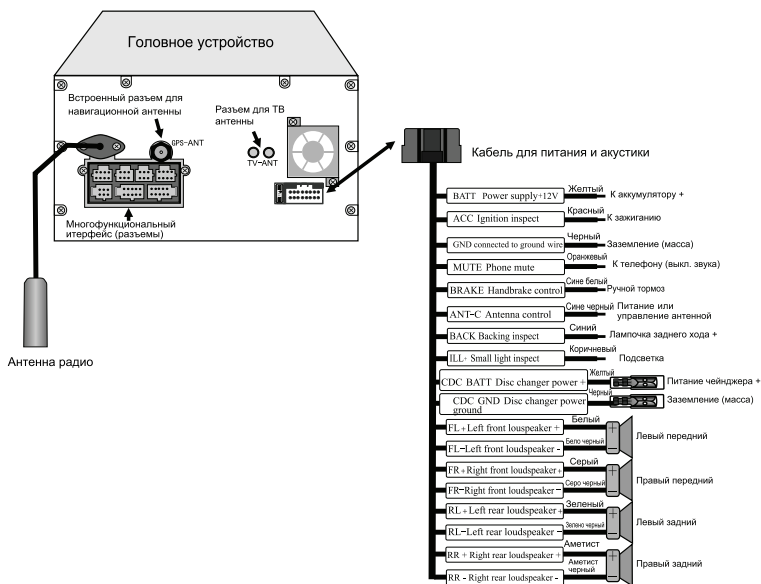 Головное устройство
Встроенный разъем для
навигационной антенны
Разъем для ТВ
антенны
GPS-ANT
TV-ANT
Многофункциональный
итерфейс (разъемы)
Антенна радио
Кабель для питания и акустики
BATT Power supply+12V Желтый К аккумулятору +
ACC Ignition inspect Красный К зажиганию
GND connected to ground wire Черный Заземление (масса)
MUTE Phone mute Оранжевый К телефону (выкл. звука)
BRAKE Handbrake control Сине белый Ручной тормоз
ANT-C Antenna control Сине черный Питание или
управление антенной
BACK Backing inspect Синий Лампочка заднего хода +
ILL+ Small light inspect Коричневый Подсветка
CDC BATT Disc changer power + Желтый Питание чейнджера +
CDC GND Disc changer power
ground Черный Заземление (масса)
FL+Left front louspeaker + Белый +
Левый передний
FL-Left front loudspeaker - Бело черный -
FR+Right front loudspeaker+ Серый +
Правый передний
FR-Right front loudspeaker - Серо черный -
RL+Left rear loudspeaker + Зеленый +
Левый задний
RL-Left rear loudspeaker - Зелено черный -
RR + Right rear loudspeaker + Аметист +
Правый задний
RR - Right rear loudspeaker - Аметист
черный -